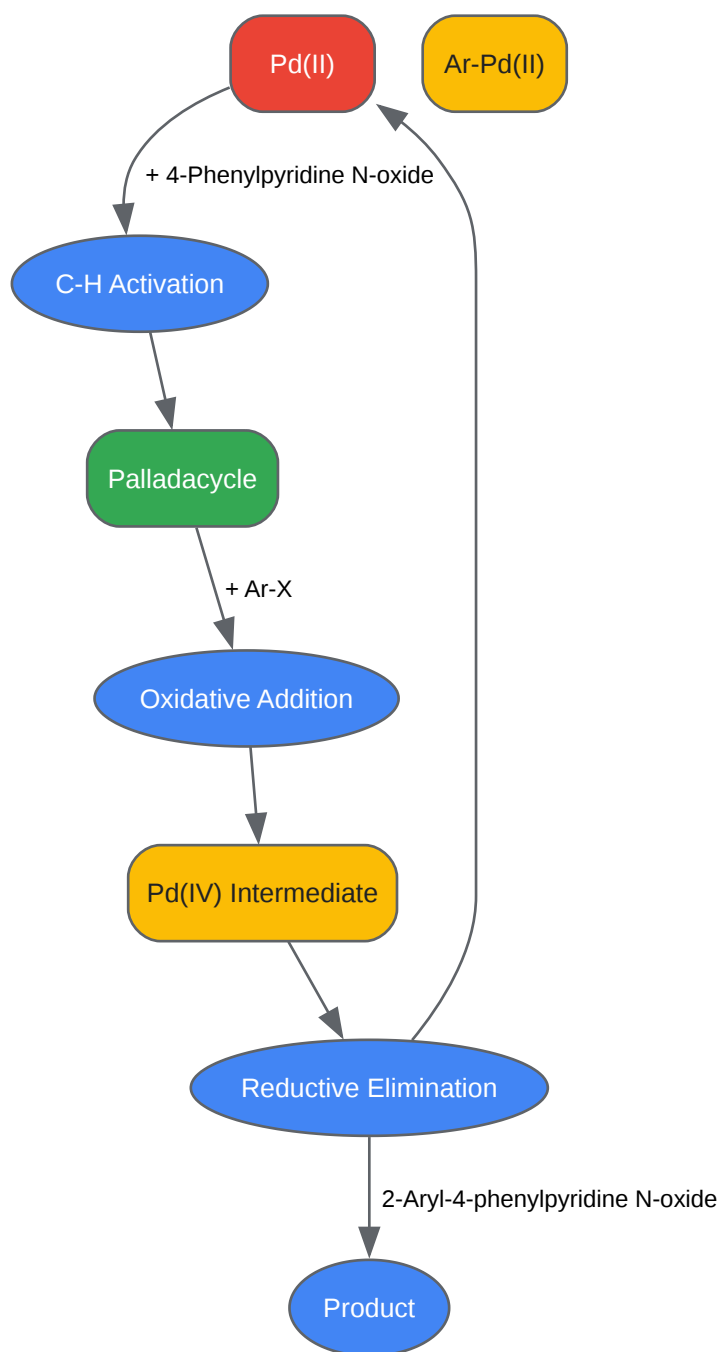 Pd(II)
Ar-Pd(II)
+ 4-Phenylpyridine N-oxide
C-H Activation
Palladacycle
+ Ar-X
Oxidative Addition
Pd(IV) Intermediate
Reductive Elimination
2-Aryl-4-phenylpyridine N-oxide
Product